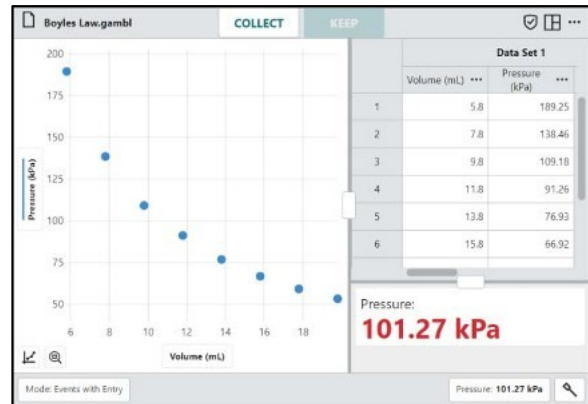 Boyles Law.gambl
COLLECT
KEEP
200
175
150
125
100
75
50
Pressure (kPa)
6 8 10 12 14 16 18
Volume (mL)
Data Set 1
Volume (mL) ••• Pressure (kPa) •••
1 5.8 189.25
2 7.8 138.46
3 9.8 109.18
4 11.8 91.26
5 13.8 76.93
6 15.8 66.92
Pressure:
101.27 kPa
Mode: Events with Entry
Pressure: 101.27 kPa